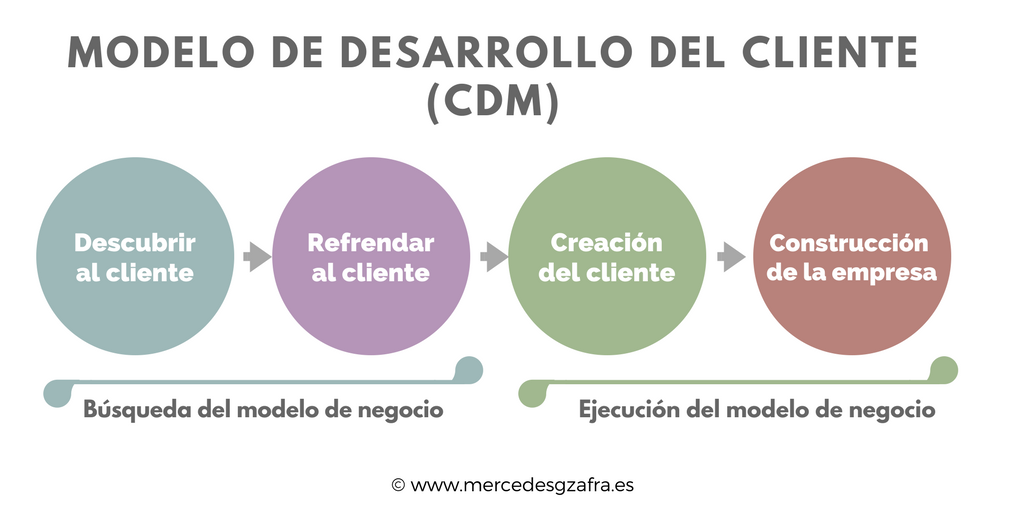 MODELO DE DESARROLLO DEL CLIENTE
(CDM)
Descubrir
al cliente
Refrendar
al cliente
Creación
del cliente
Construcción
de la empresa
Búsqueda del modelo de negocio
Ejecución del modelo de negocio
© www.mercedesgzafra.es